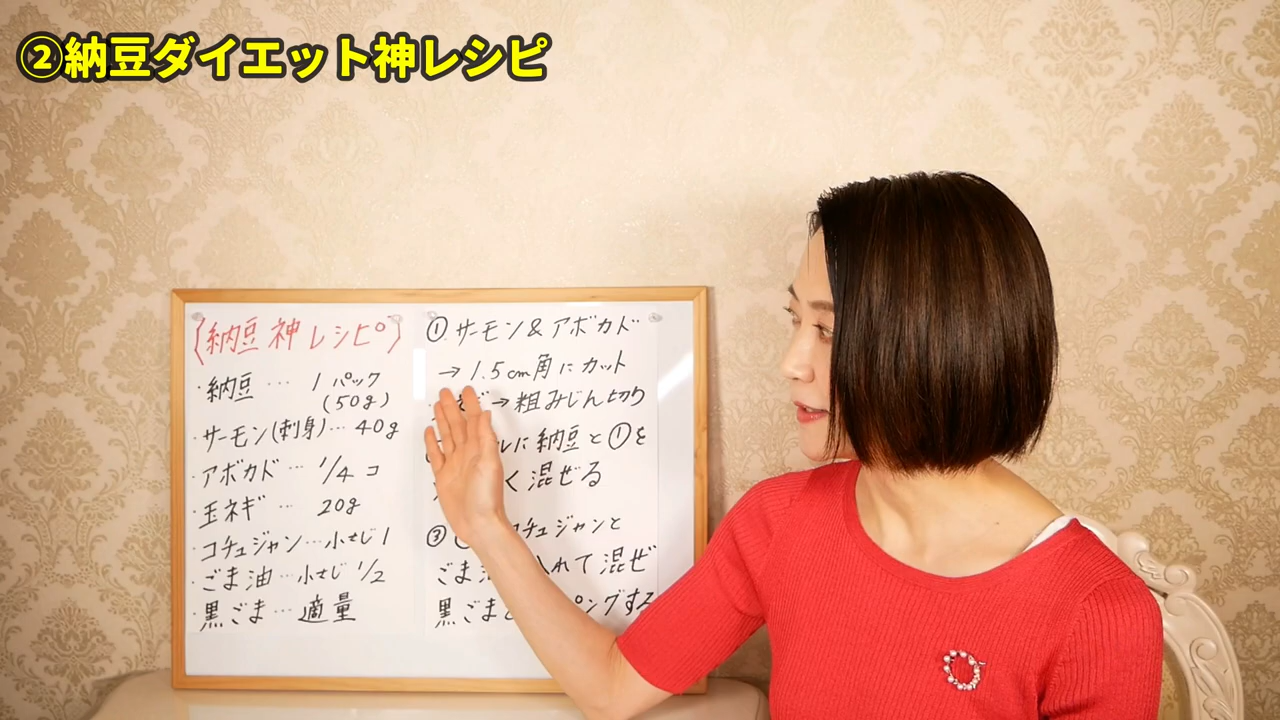 ②納豆ダイエット神レシピ
〔納豆 神 レシピ〕
・納豆 … 1 パック
(50g)
・サーモン(刺身)… 40g
・アボカド … 1/4 コ
・玉ネギ … 20g
・コチュジャン…小さじ1
・ごま油…小さじ 1/2
・黒ごま…適量
① サーモン & アボカド
→ 1.5cm角にカット
→粗みじん切り
に納豆と①を
く混ぜる
③ コチュジャンと
ごま 入れて混ぜ
黒ごま ピングする